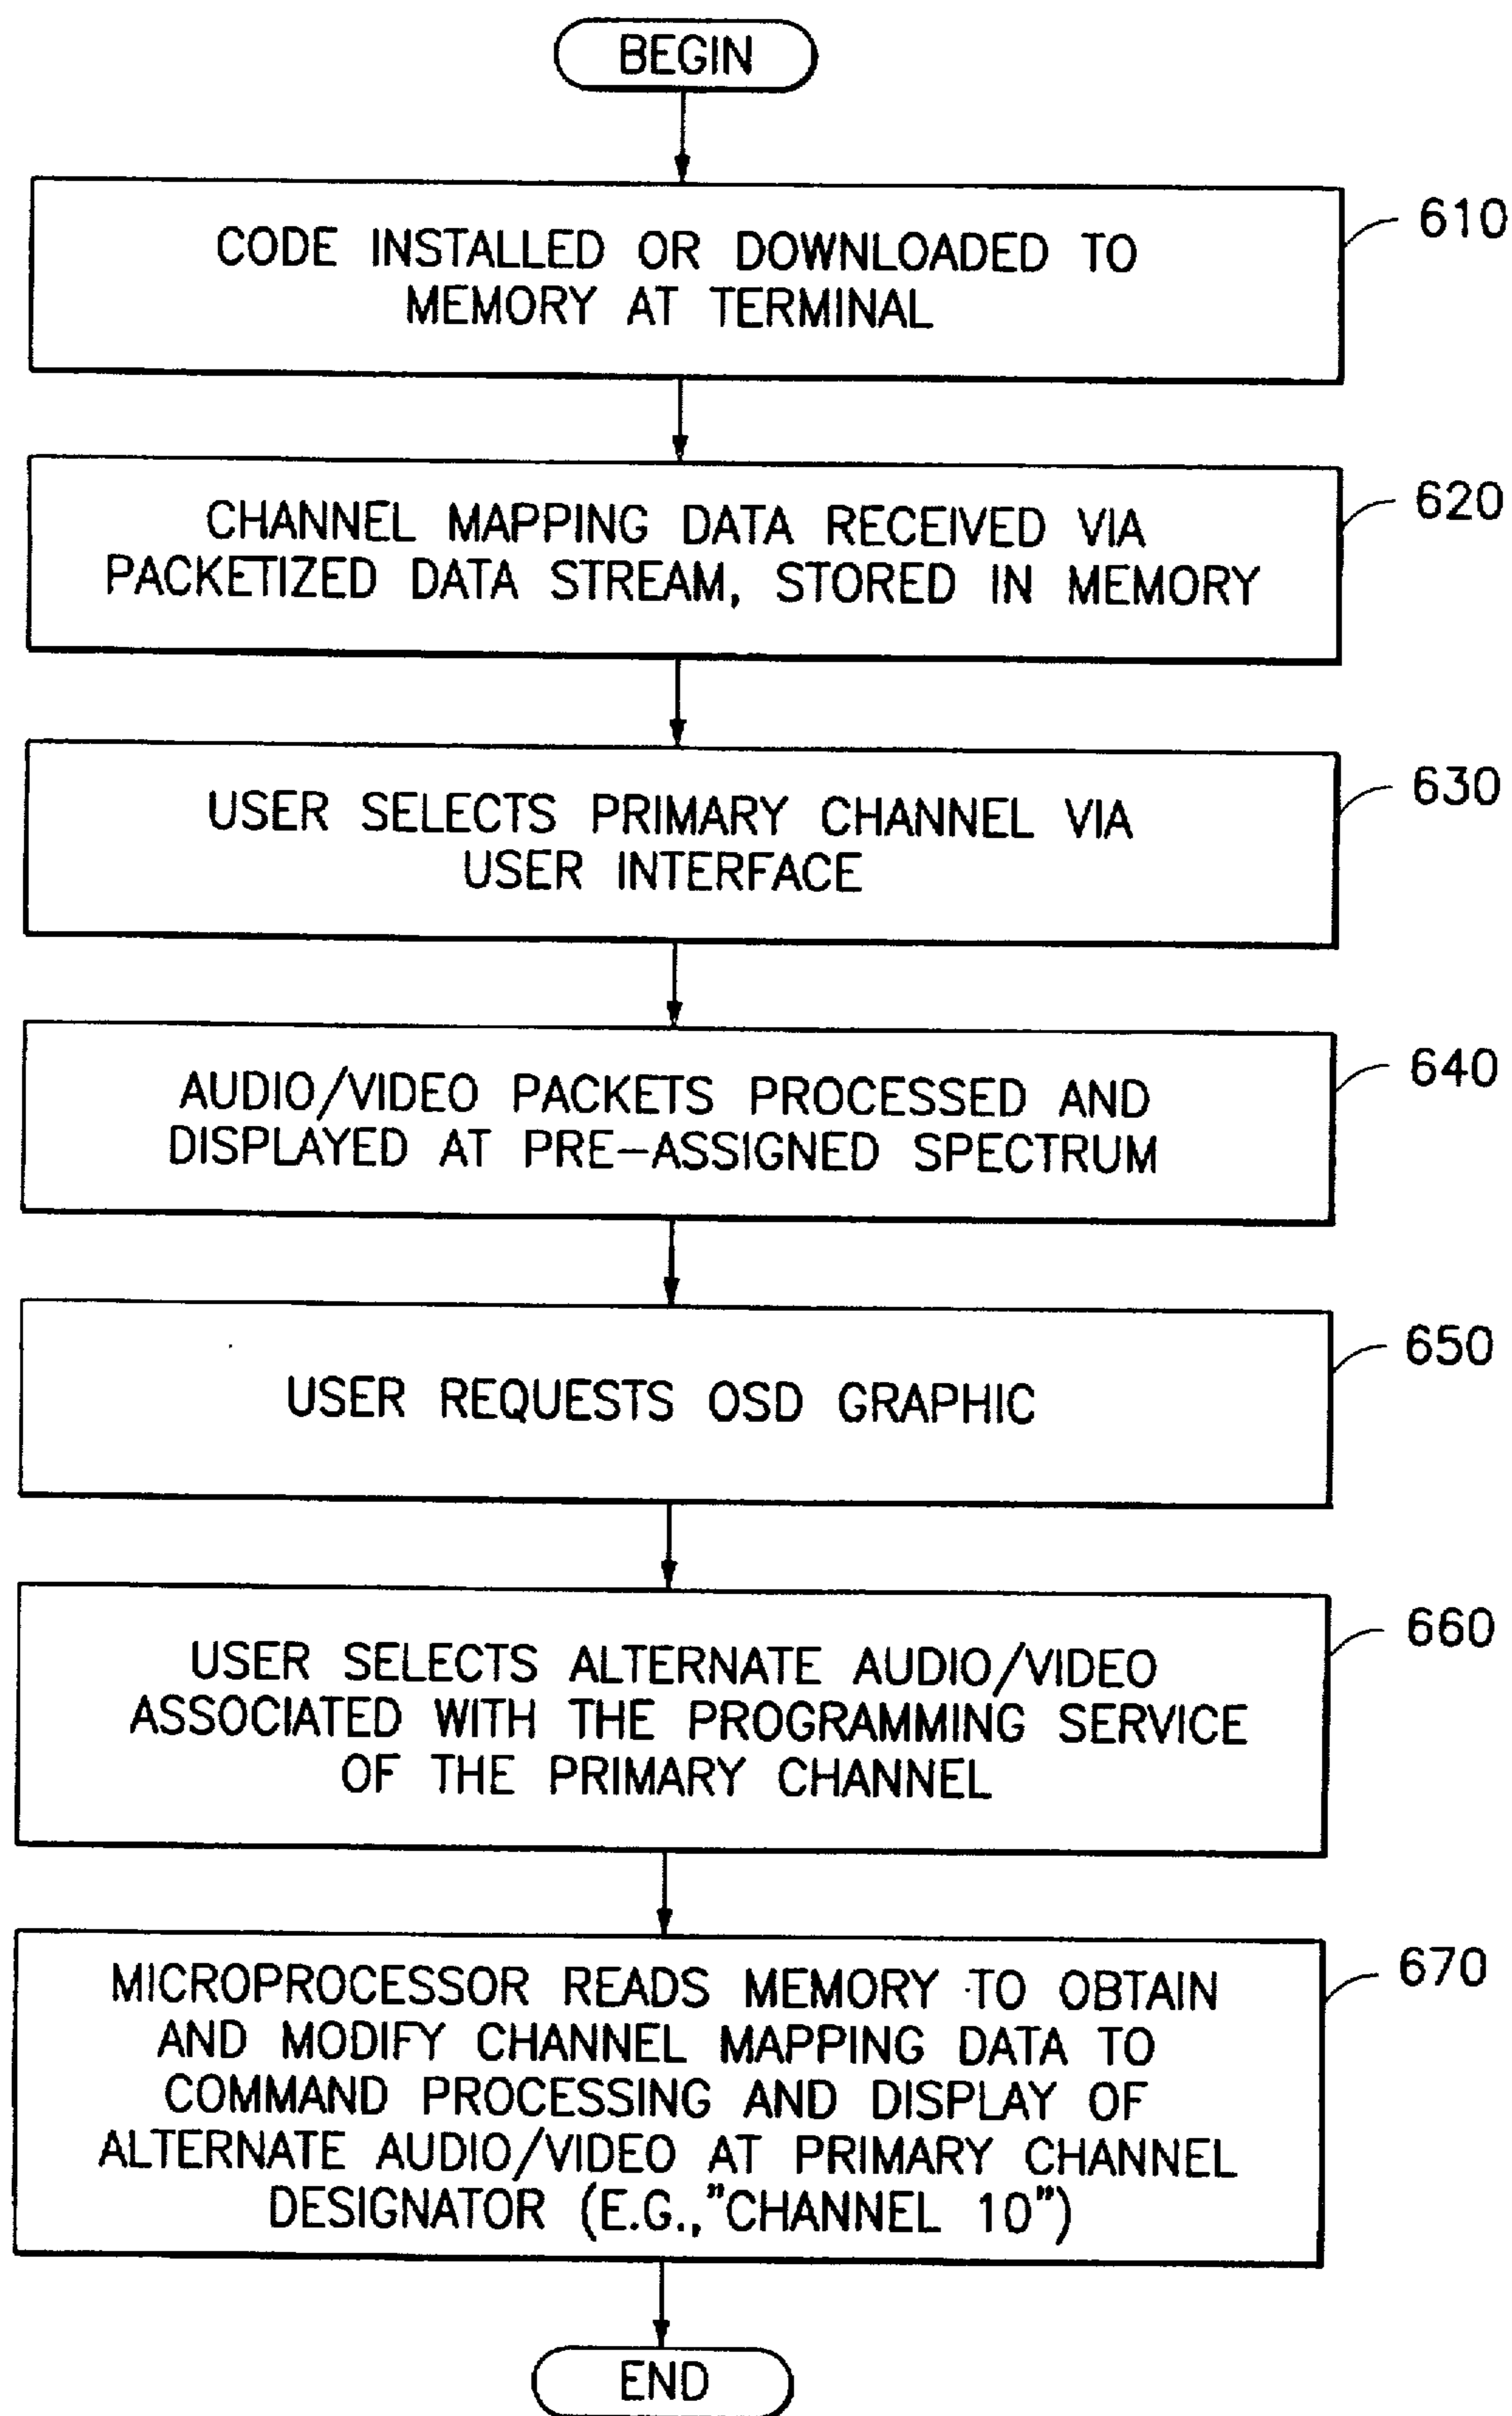 BEGIN
CODE INSTALLED OR DOWNLOADED TO
MEMORY AT TERMINAL
610
CHANNEL MAPPING DATA RECEIVED VIA
PACKETIZED DATA STREAM, STORED IN MEMORY
620
USER SELECTS PRIMARY CHANNEL VIA
USER INTERFACE
630
AUDIO/VIDEO PACKETS PROCESSED AND
DISPLAYED AT PRE-ASSIGNED SPECTRUM
640
USER REQUESTS OSD GRAPHIC
650
USER SELECTS ALTERNATE AUDIO/VIDEO
ASSOCIATED WITH THE PROGRAMMING SERVICE
OF THE PRIMARY CHANNEL
660
MICROPROCESSOR READS MEMORY TO OBTAIN
AND MODIFY CHANNEL MAPPING DATA TO
COMMAND PROCESSING AND DISPLAY OF
ALTERNATE AUDIO/VIDEO AT PRIMARY CHANNEL
DESIGNATOR (E.G.,"CHANNEL 10")
670
END